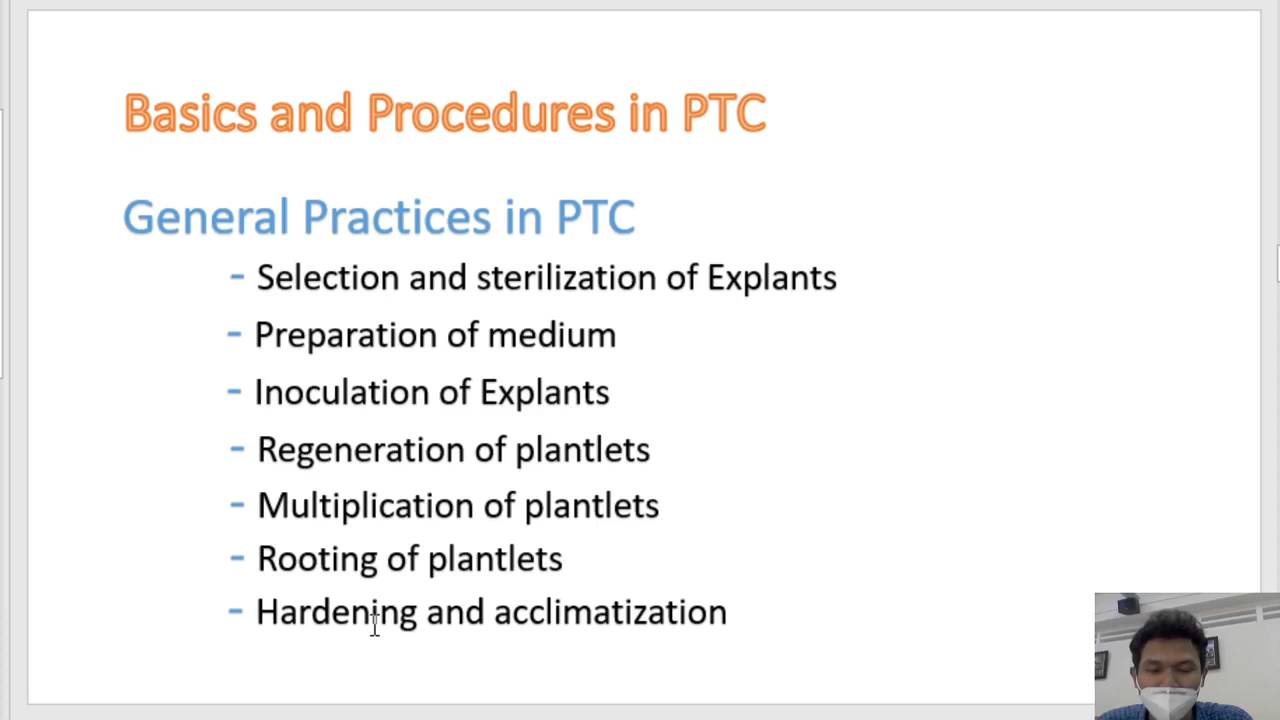 Basics and Procedures in PTC
General Practices in PTC
- Selection and sterilization of Explants
- Preparation of medium
- Inoculation of Explants
- Regeneration of plantlets
- Multiplication of plantlets
- Rooting of plantlets
- Hardening and acclimatization